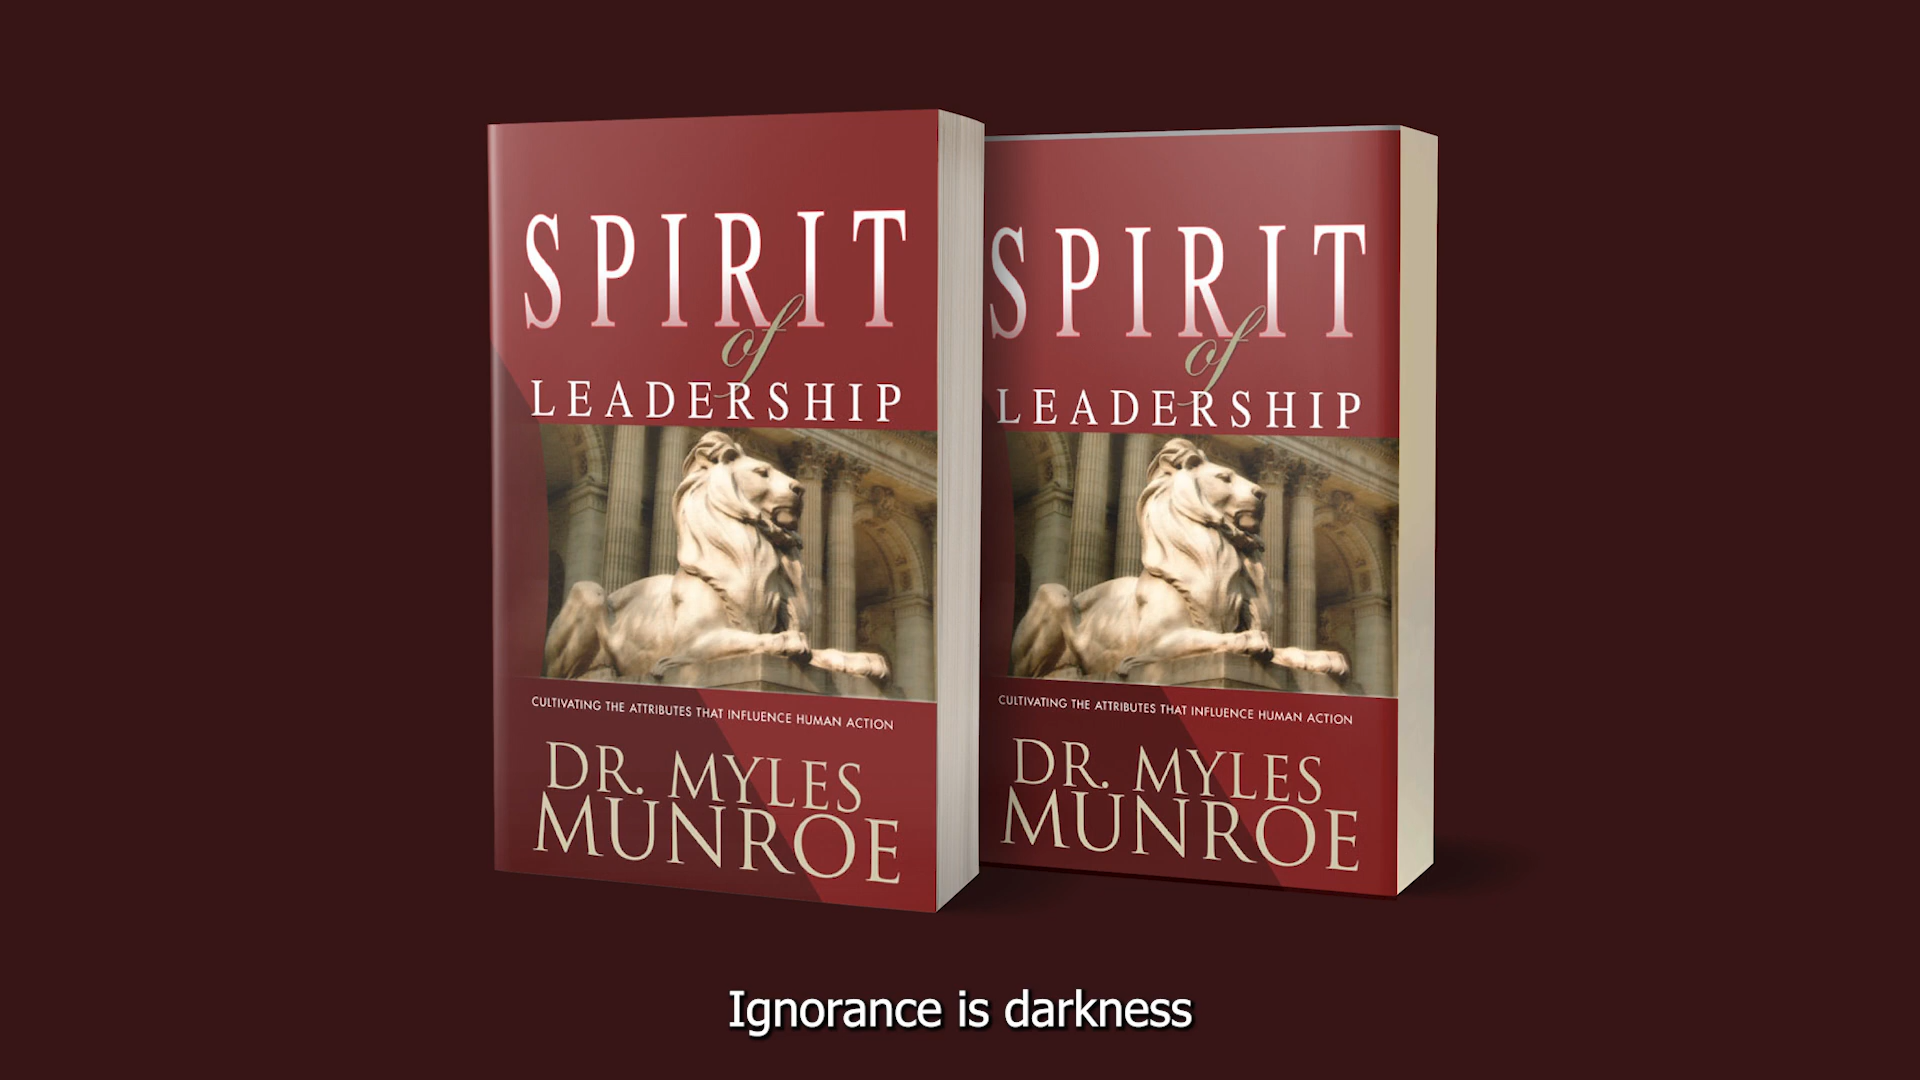 SPIRIT
of
LEADERSHIP
CULTIVATING THE ATTRIBUTES THAT INFLUENCE HUMAN ACTION
DR. MYLES
MUNROE
SPIRIT
of
LEADERSHIP
CULTIVATING THE ATTRIBUTES THAT INFLUENCE HUMAN ACTION
DR. MYLES
MUNROE
Ignorance is darkness